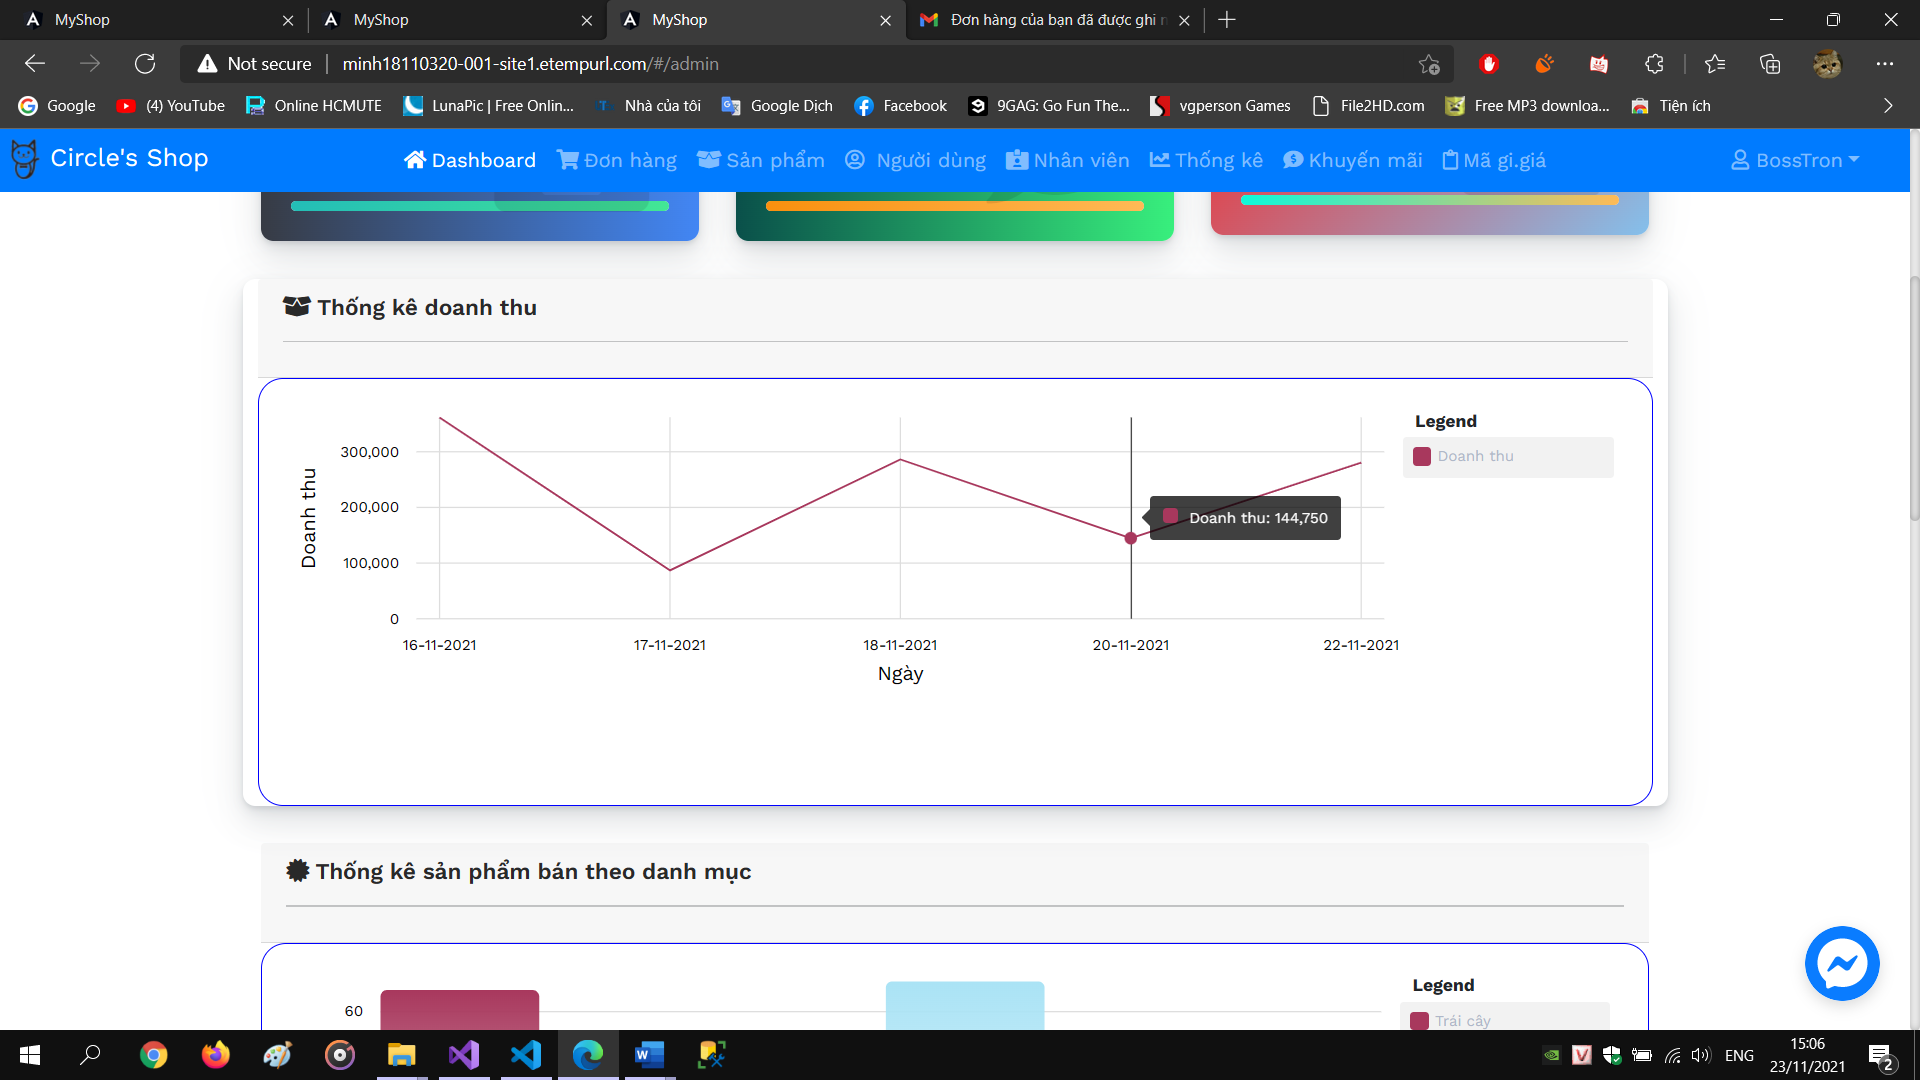 MyShop
MyShop
MyShop
Đơn hàng của bạn đã được ghi
Not secure
minh18110320-001-site1.etempurl.com/#/admin
Google
(4) YouTube
Online HCMUTE
LunaPic | Free Onlin...
Nhà của tôi
Google Dịch
Facebook
9GAG: Go Fun The...
vgperson Games
File2HD.com
Free MP3 downloa...
Tiện ích
Circle's Shop
Dashboard
Đơn hàng
Sản phẩm
Người dùng
Nhân viên
Thống kê
Khuyến mãi
Mã gi.giá
BossTron
Thống kê doanh thu
Doanh thu
300,000
200,000
100,000
0
16-11-2021
17-11-2021
18-11-2021
20-11-2021
22-11-2021
Ngày
Doanh thu: 144,750
Legend
Doanh thu
Thống kê sản phẩm bán theo danh mục
60
Legend
Trái cây
ENG
15:06
23/11/2021
2